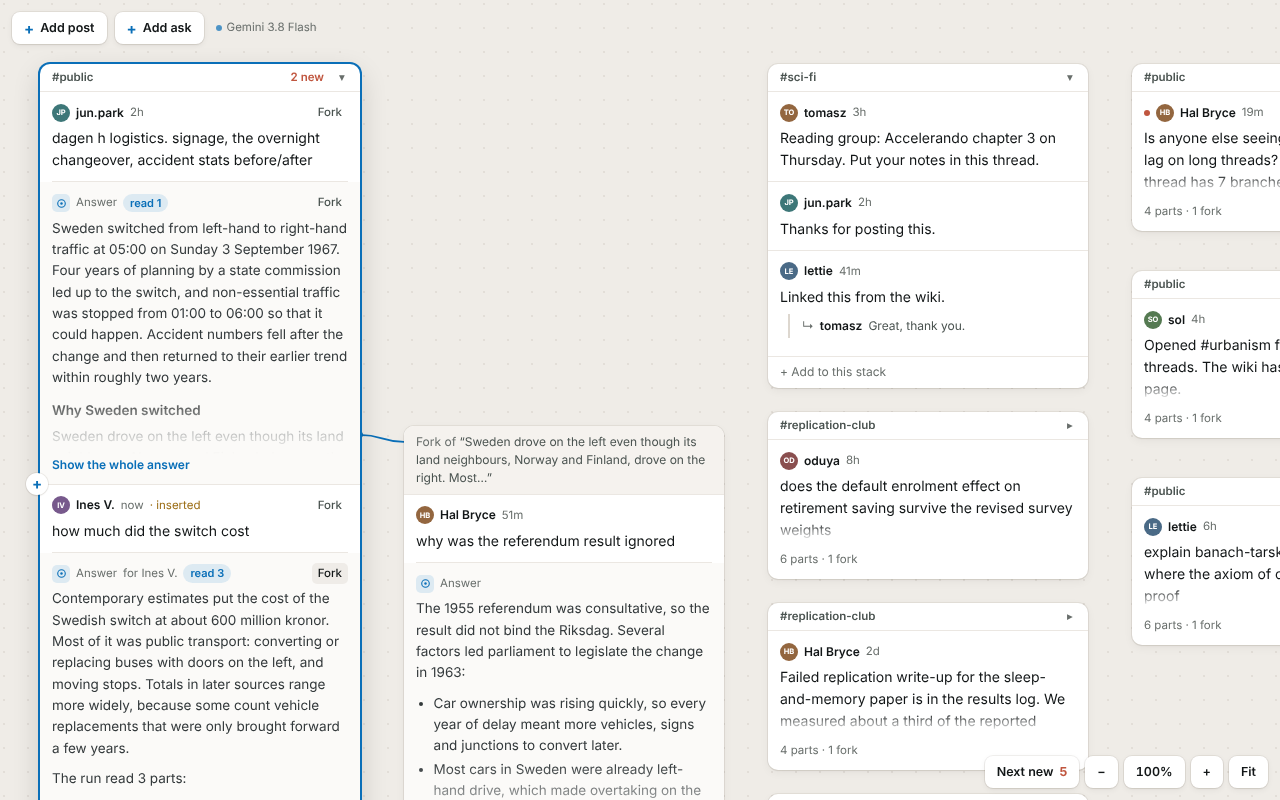 + Add post
+ Add ask
Gemini 3.8 Flash
#public
2 new
JP jun.park 2h
Fork
dagen h logistics. signage, the overnight
changeover, accident stats before/after
Answer read 1
Fork
Sweden switched from left-hand to right-hand
traffic at 05:00 on Sunday 3 September 1967.
Four years of planning by a state commission
led up to the switch, and non-essential traffic
was stopped from 01:00 to 06:00 so that it
could happen. Accident numbers fell after the
change and then returned to their earlier trend
within roughly two years.
Why Sweden switched
Sweden drove on the left even though its land
Show the whole answer
+
IV Ines V. now · inserted
Fork
how much did the switch cost
Answer for Ines V. read 3
Fork
Contemporary estimates put the cost of the
Swedish switch at about 600 million kronor.
Most of it was public transport: converting or
replacing buses with doors on the left, and
moving stops. Totals in later sources range
more widely, because some count vehicle
replacements that were only brought forward
a few years.
The run read 3 parts:
Fork of “Sweden drove on the left even though its
land neighbours, Norway and Finland, drove on the
right. Most…”
HB Hal Bryce 51m
why was the referendum result ignored
Answer
The 1955 referendum was consultative, so the
result did not bind the Riksdag. Several
factors led parliament to legislate the change
in 1963:
• Car ownership was rising quickly, so every
year of delay meant more vehicles, signs
and junctions to convert later.
• Most cars in Sweden were already left-
hand drive, which made overtaking on the
#sci-fi
TO tomasz 3h
Reading group: Accelerando chapter 3 on
Thursday. Put your notes in this thread.
JP jun.park 2h
Thanks for posting this.
LE lettie 41m
Linked this from the wiki.
↳ tomasz Great, thank you.
+ Add to this stack
#replication-club
OD oduya 8h
does the default enrolment effect on
retirement saving survive the revised survey
weights
6 parts · 1 fork
#replication-club
HB Hal Bryce 2d
Failed replication write-up for the sleep-
and-memory paper is in the results log. We
measured about a third of the reported
4 parts · 1 fork
#public
HB Hal Bryce 19m
Is anyone else seeing
lag on long threads?
thread has 7 branche
4 parts · 1 fork
#public
SO sol 4h
Opened #urbanism f
threads. The wiki has
page.
4 parts · 1 fork
#public
LE lettie 6h
explain banach-tarsk
where the axiom of c
proof
6 parts · 1 fork
Next new 5
−
100%
+
Fit